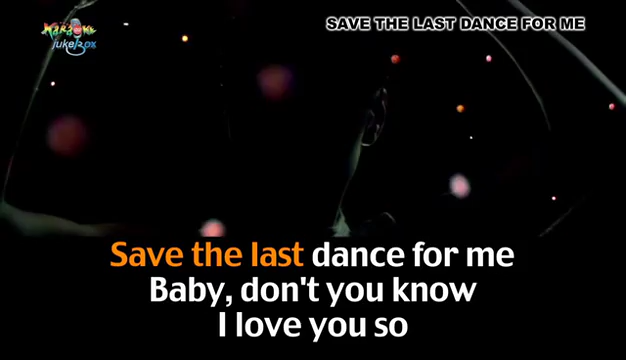 KARAOKE
jukebox
SAVE THE LAST DANCE FOR ME
Save the last dance for me
Baby, don't you know
I love you so